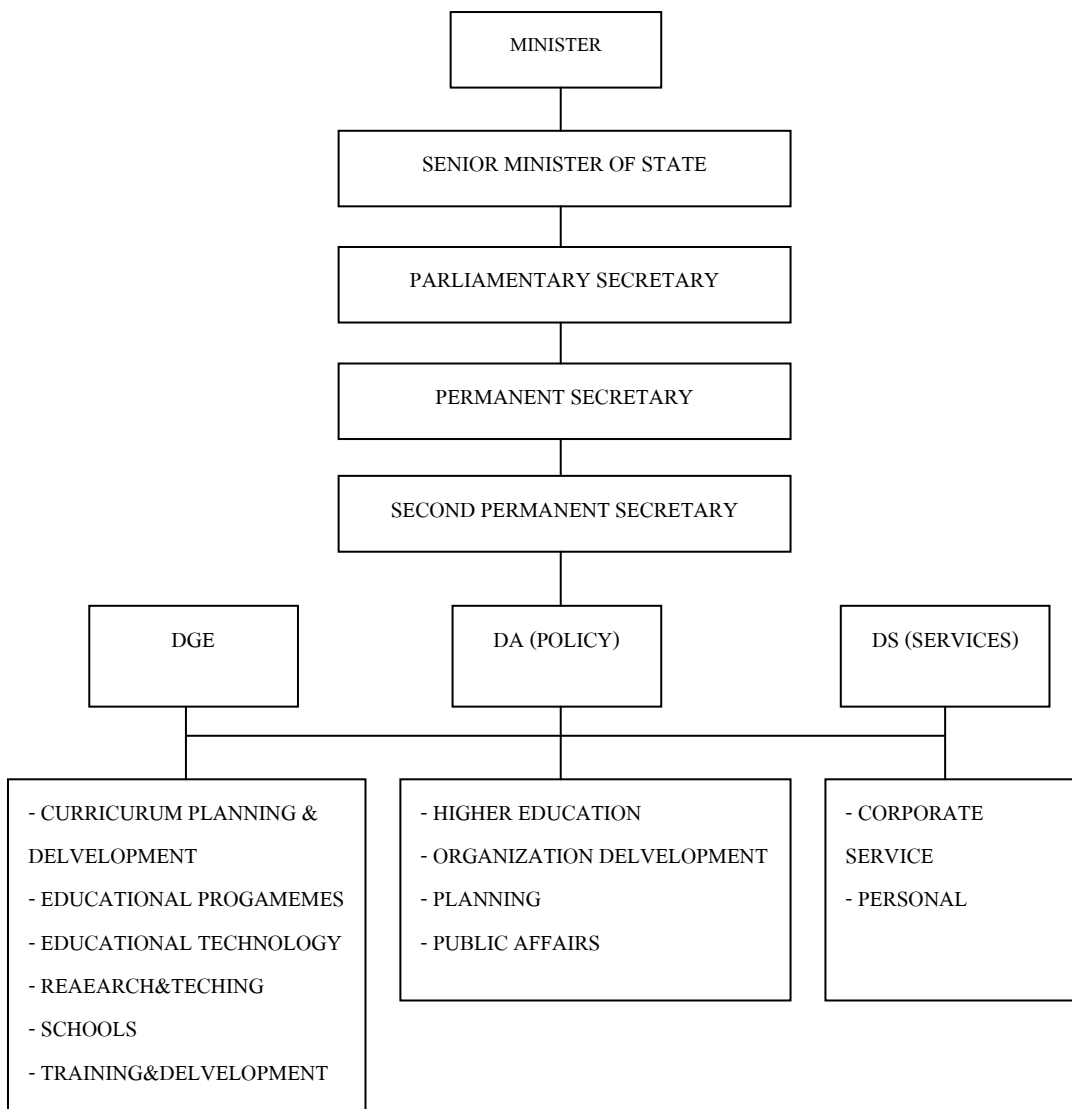 MINISTER
SENIOR MINISTER OF STATE
PARLIAMENTARY SECRETARY
PERMANENT SECRETARY
SECOND PERMANENT SECRETARY
DGE
DA (POLICY)
DS (SERVICES)
- CURRICURUM PLANNING &
DELVELOPMENT
- EDUCATIONAL PROGAMEMES
- EDUCATIONAL TECHNOLOGY
- REAEARCH&TECHING
- SCHOOLS
- TRAINING&DELVELOPMENT
- HIGHER EDUCATION
- ORGANIZATION DELVELOPMENT
- PLANNING
- PUBLIC AFFAIRS
- CORPORATE
SERVICE
- PERSONAL